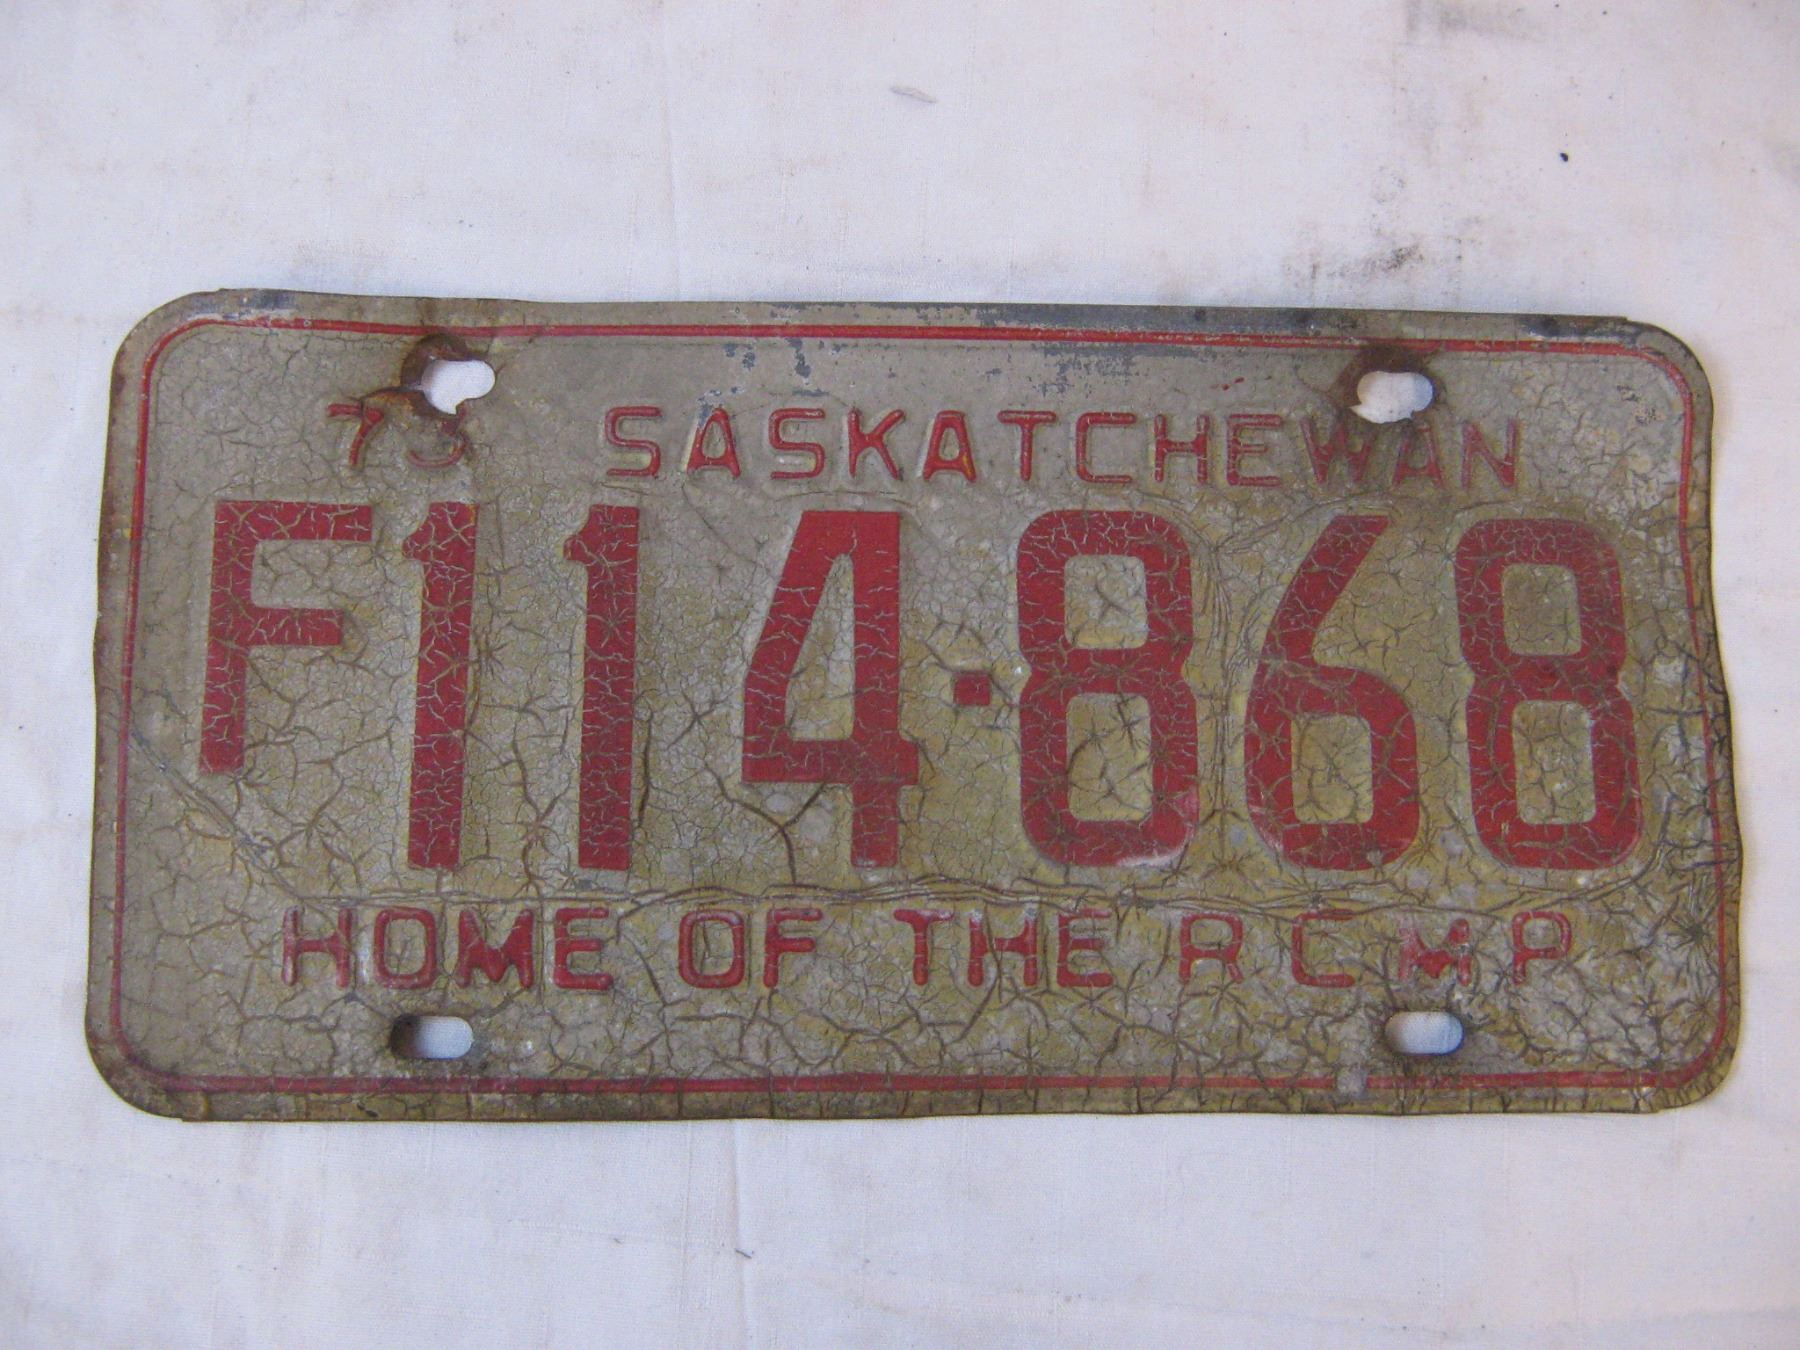 73 SASKATCHEWAN
F114-868
HOME OF THE RCMP